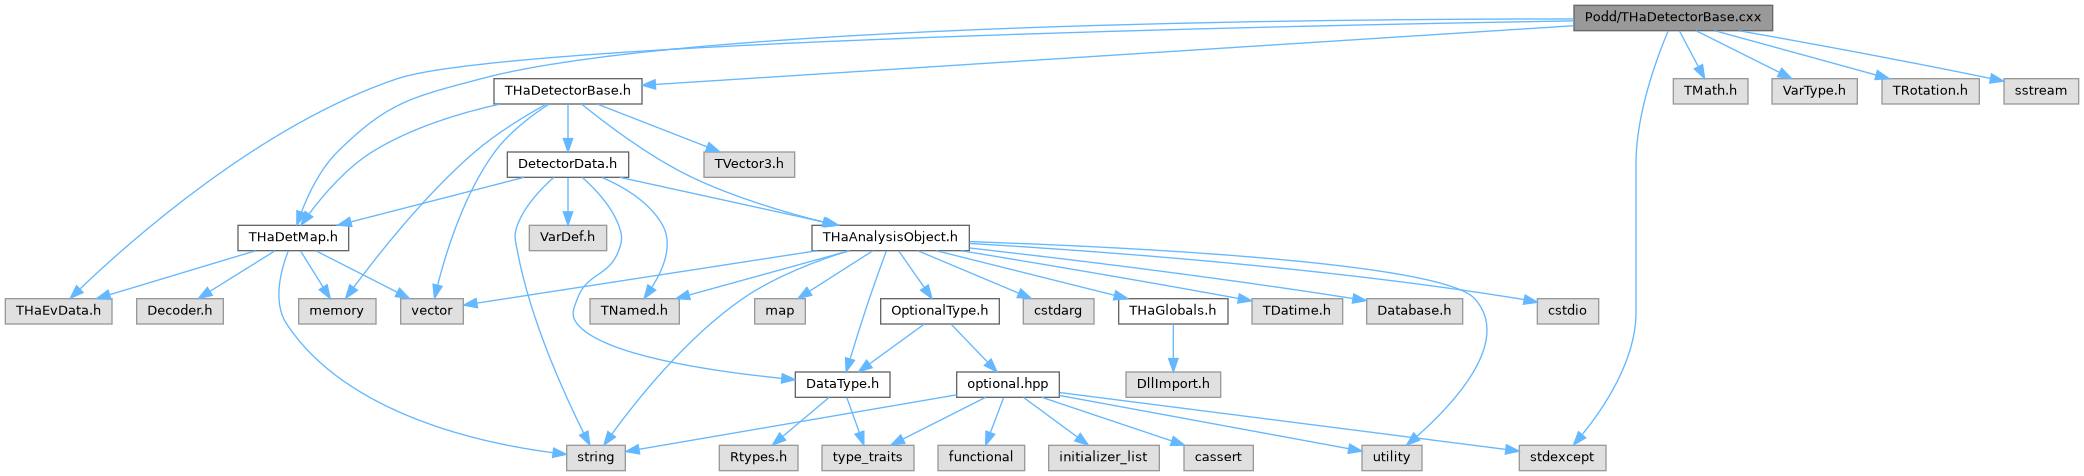 Podd/THaDetectorBase.cxx
THaDetectorBase.h
TMath.h
VarType.h
TRotation.h
sstream
DetectorData.h
TVector3.h
THaDetMap.h
VarDef.h
THaAnalysisObject.h
THaEvData.h
Decoder.h
memory
vector
TNamed.h
map
OptionalType.h
cstdarg
THaGlobals.h
TDatime.h
Database.h
cstdio
DataType.h
optional.hpp
DllImport.h
string
Rtypes.h
type_traits
functional
initializer_list
cassert
utility
stdexcept